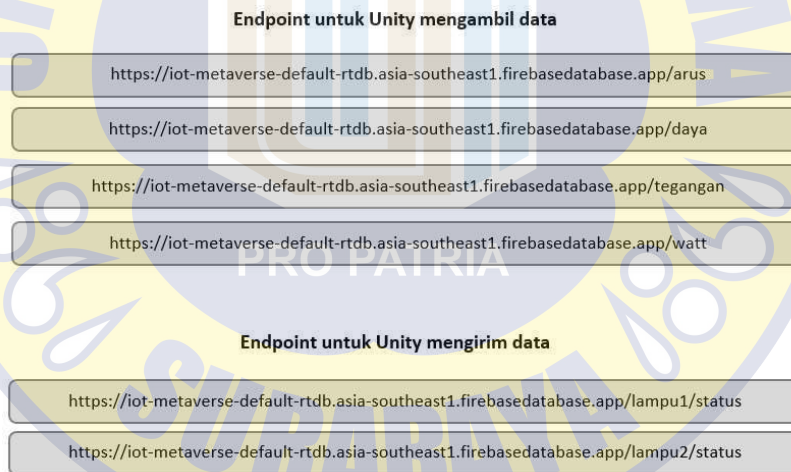 Endpoint untuk Unity mengambil data
https://iot-metaverse-default-rtdb.asia-southeast1.firebasedatabase.app/arus
https://iot-metaverse-default-rtdb.asia-southeast1.firebasedatabase.app/daya
https://iot-metaverse-default-rtdb.asia-southeast1.firebasedatabase.app/tegangan
https://iot-metaverse-default-rtdb.asia-southeast1.firebasedatabase.app/watt
PRO PATRIA
Endpoint untuk Unity mengirim data
https://iot-metaverse-default-rtdb.asia-southeast1.firebasedatabase.app/lampu1/status
https://iot-metaverse-default-rtdb.asia-southeast1.firebasedatabase.app/lampu2/status
SURABAYA